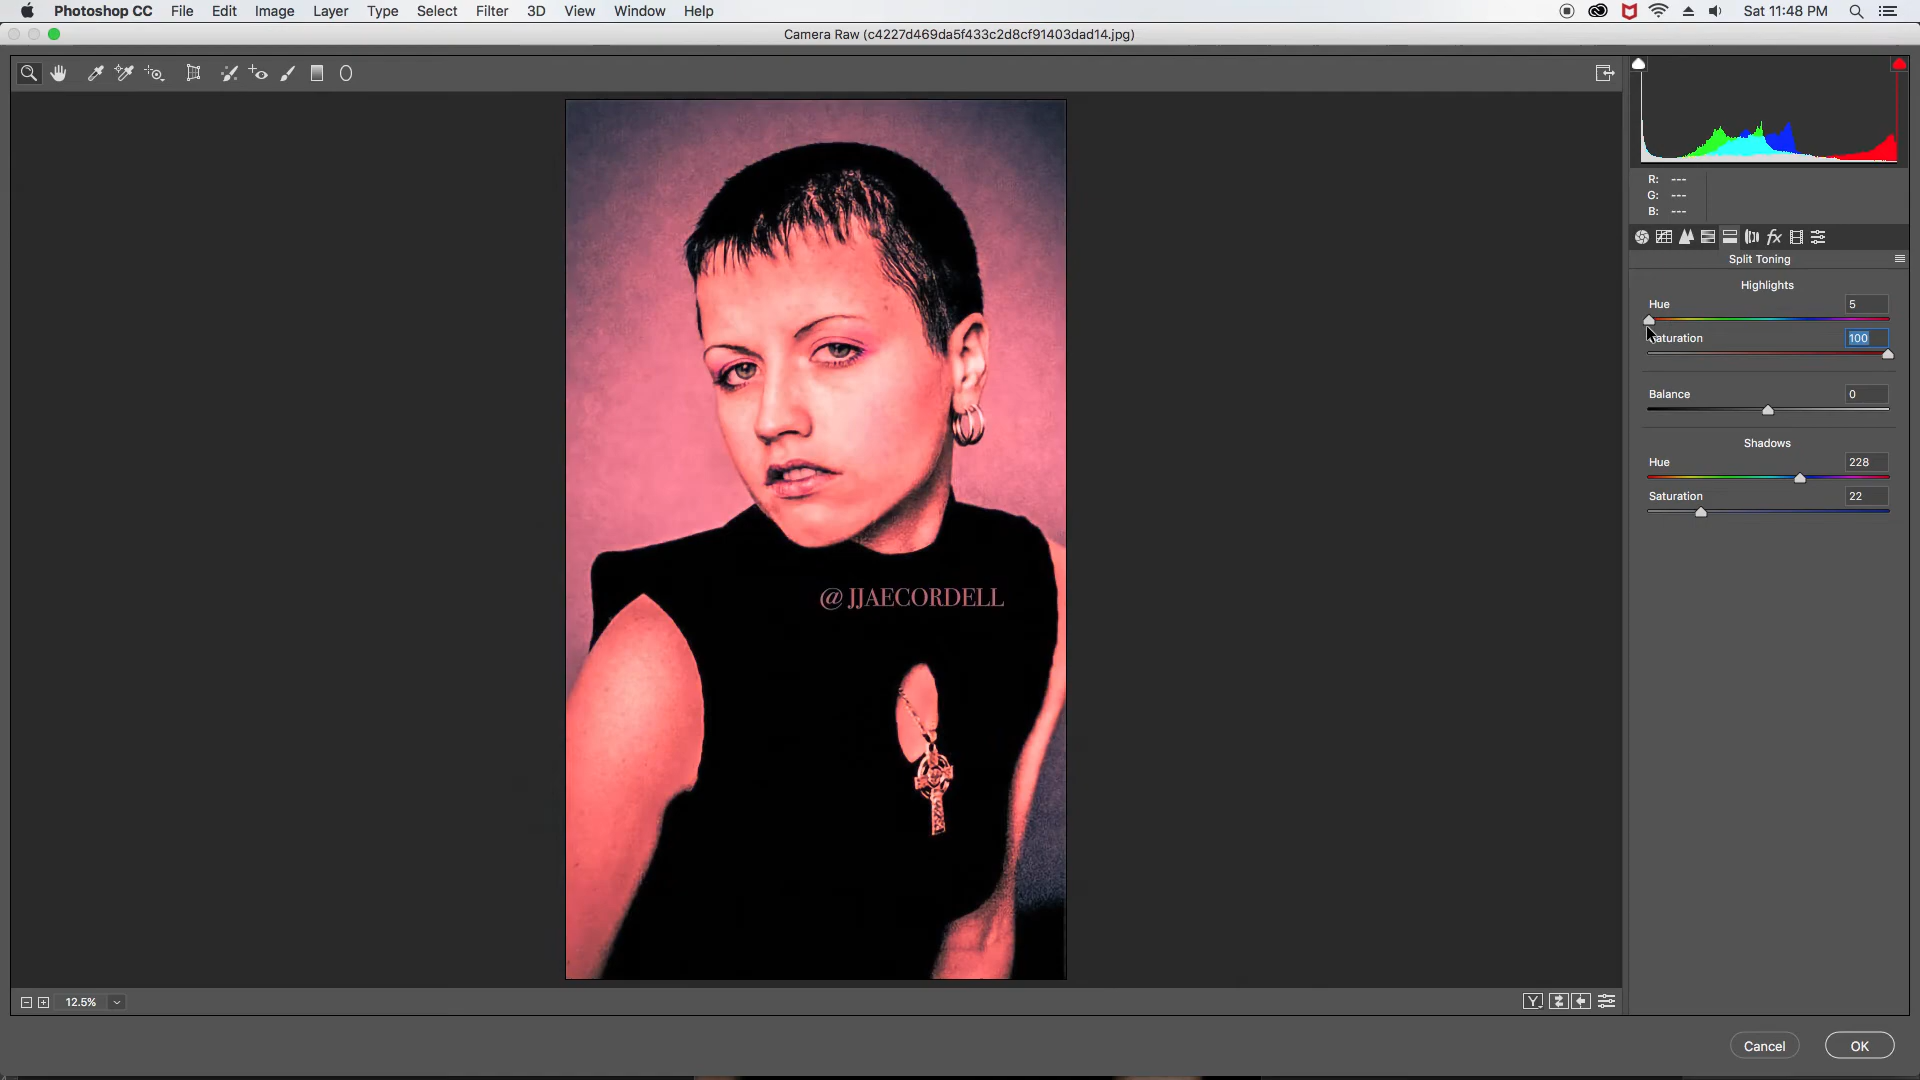 Photoshop CC File Edit Image Layer Type Select Filter 3D View Window Help Sat 11:48 PM
Camera Raw (c4227d469da5f433c2d8cf91403dad14.jpg)
R: ---
G: ---
B: ---
fx
Split Toning
Highlights
Hue 5
aturation 100
Balance 0
Shadows
Hue 228
Saturation 22
@ JJAECORDELL
12.5%
Y
Cancel OK